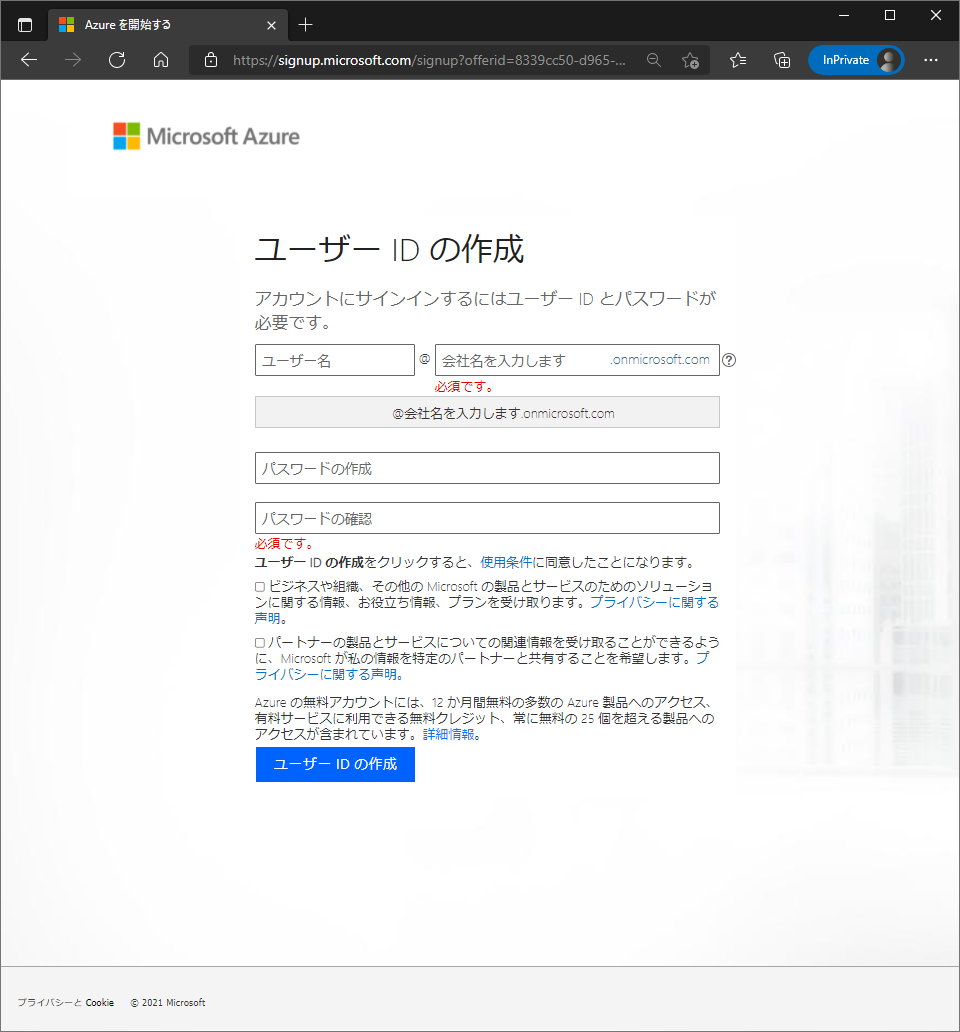 Azure を開始する
https://signup.microsoft.com/signup?offerid=8339cc50-d965-...
InPrivate
Microsoft Azure
ユーザー ID の作成
アカウントにサインインするにはユーザー ID とパスワードが
必要です。
ユーザー名 @ 会社名を入力します .onmicrosoft.com ?
必須です。
@会社名を入力します.onmicrosoft.com
パスワードの作成
パスワードの確認
必須です。
ユーザー ID の作成をクリックすると、使用条件に同意したことになります。
ビジネスや組織、その他の Microsoft の製品とサービスのためのソリューショ
ンに関する情報、お役立ち情報、プランを受け取ります。プライバシーに関する
声明。
パートナーの製品とサービスについての関連情報を受け取ることができるよう
に、Microsoft が私の情報を特定のパートナーと共有することを希望します。プ
ライバシーに関する声明。
Azure の無料アカウントには、12 か月間無料の多数の Azure 製品へのアクセス、
有料サービスに利用できる無料クレジット、常に無料の 25 個を超える製品への
アクセスが含まれています。詳細情報。
ユーザー ID の作成
プライバシーと Cookie © 2021 Microsoft